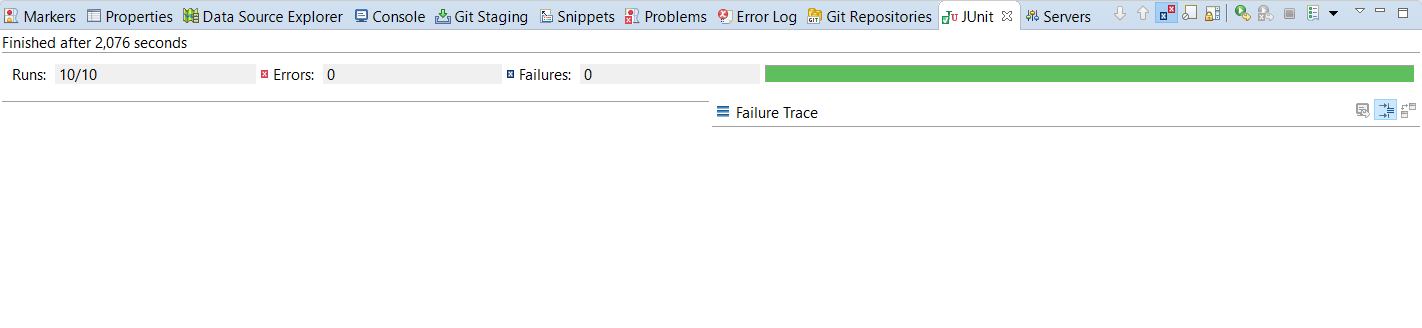 Markers Properties Data Source Explorer Console Git Staging Snippets Problems Error Log Git Repositories JUnit Servers
Finished after 2,076 seconds
Runs: 10/10 Errors: 0 Failures: 0
Failure Trace